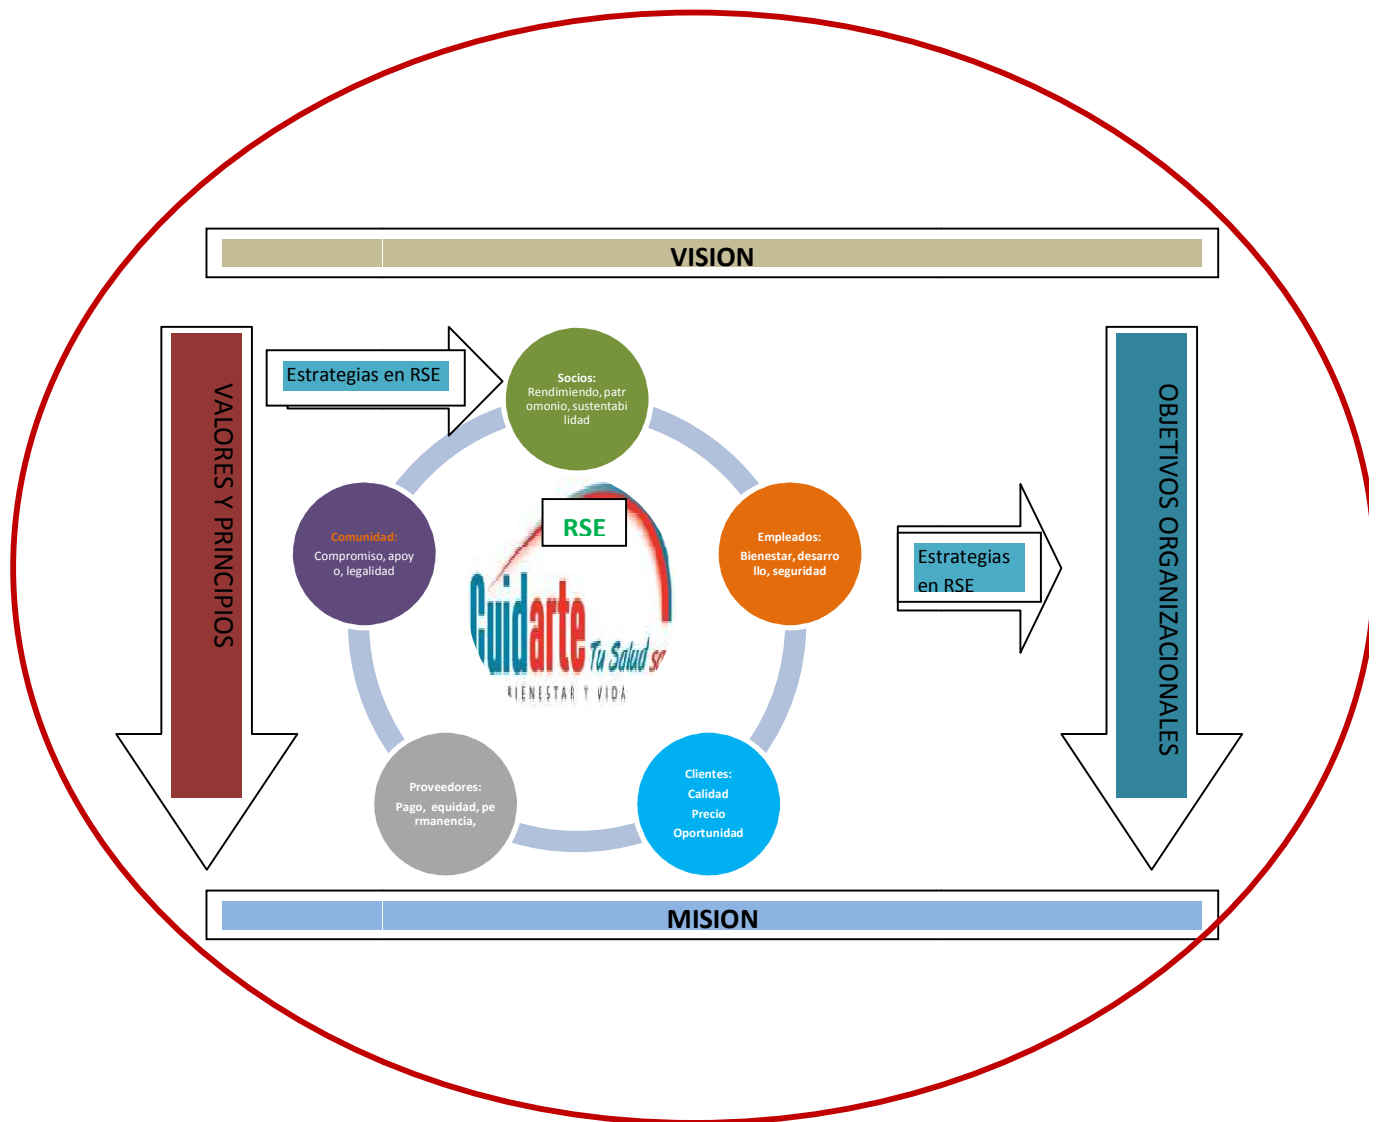 VISION
VALORES Y PRINCIPIOS
Estrategias en RSE
Socios:
Rendimiendo, patr
omonio, sustentabi
lidad
OBJETIVOS ORGANIZACIONALES
RSE
Comunidad:
Compromiso, apoy
o, legalidad
Empleados:
Bienestar, desarro
llo, seguridad
Estrategias
en RSE
Cuidarte
Tu Salud
BIENESTAR Y VIDA
Proveedores:
Pago, equidad, pe
rmanencia,
Clientes:
Calidad
Precio
Oportunidad
MISION